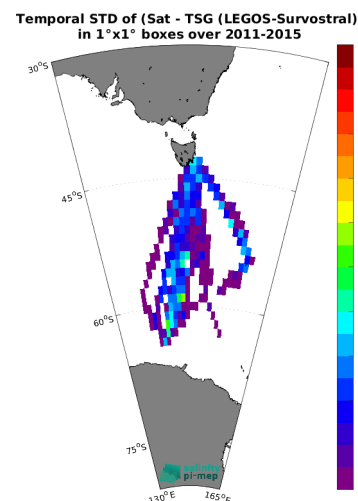 Temporal STD of (Sat - TSG (LEGOS-Survostral)
in 1°x1° boxes over 2011-2015
30°S
45°S
60°S
75°S
130°E
165°E
salinity
pi-mep